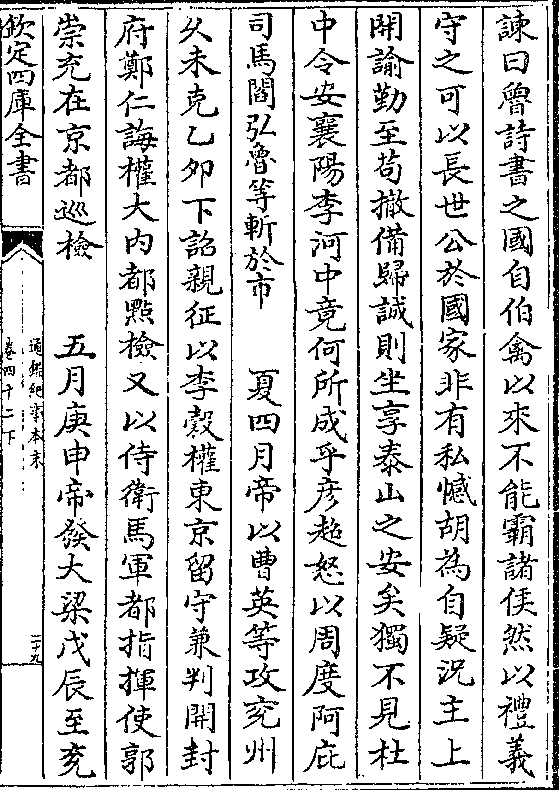 諫曰魯詩書之國自伯禽以來不能霸諸侯然以禮義
守之可以長世公於國家非有私憾胡為自疑況主上
開諭勤至苟撤備歸誠則坐享泰山之安矣獨不見杜
中令安襄陽李河中竟何所成乎彥超怒以周度阿庇
司馬閻弘魯等斬於市　夏四月帝以曹英等攻兗州
久未克乙卯下詔親征以李穀權東京留守兼判開封
府鄭仁誨權大內都點檢又以侍衛馬軍都指揮使郭
崇充在京都巡檢　五月庚申帝發大梁戊辰至兗
欽定四庫全書
通鑑紀事本末
卷四十二下
二十九